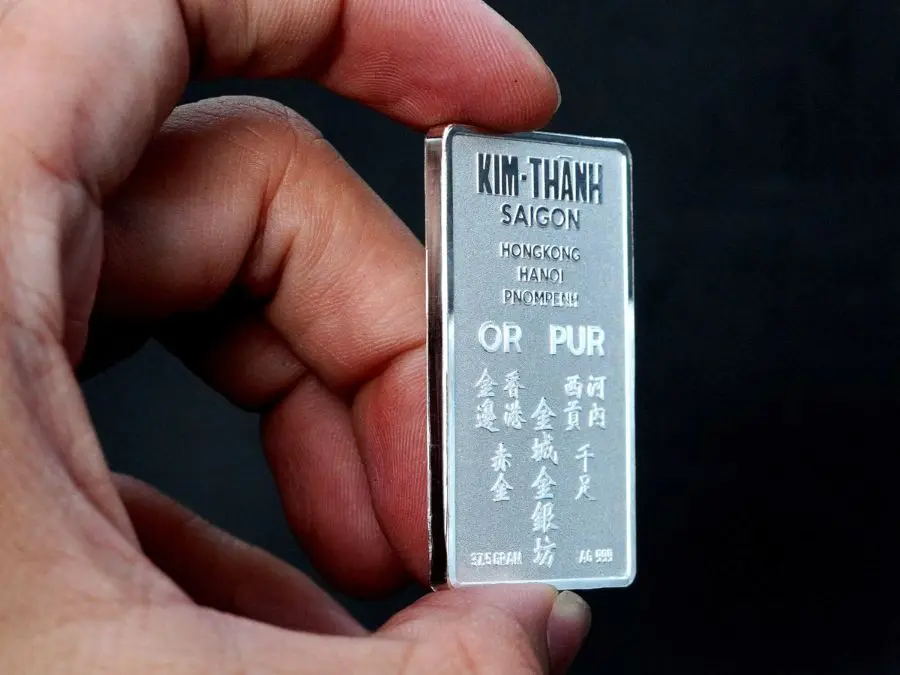 KIM-THÀNH
SAIGON
HONGKONG
HANOI
PNOMPENH
OR PUR
河内
西貢
香港
金邊
千足
金城金銀坊
赤金
37.5 GRAM
AG 999